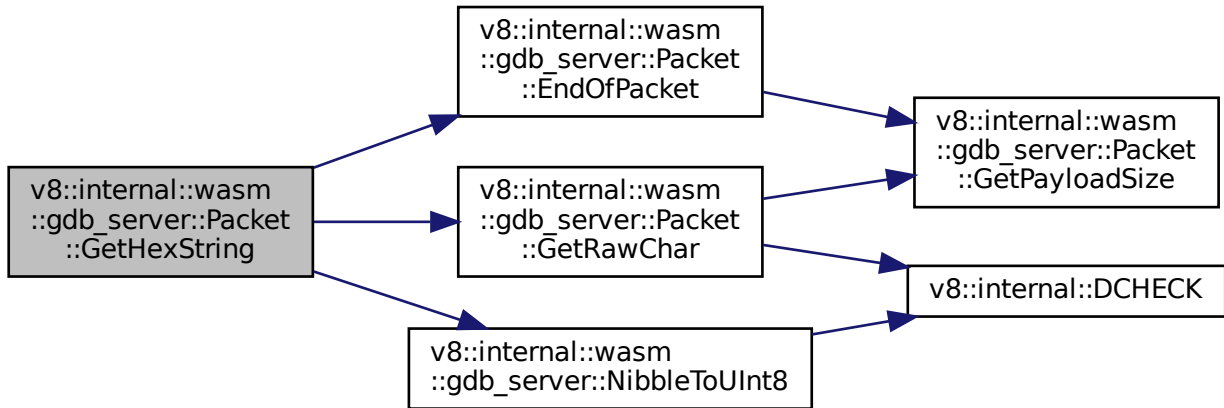 v8::internal::wasm
::gdb_server::Packet
::GetHexString
v8::internal::wasm
::gdb_server::Packet
::EndOfPacket
v8::internal::wasm
::gdb_server::Packet
::GetRawChar
v8::internal::wasm
::gdb_server::NibbleToUInt8
v8::internal::wasm
::gdb_server::Packet
::GetPayloadSize
v8::internal::DCHECK